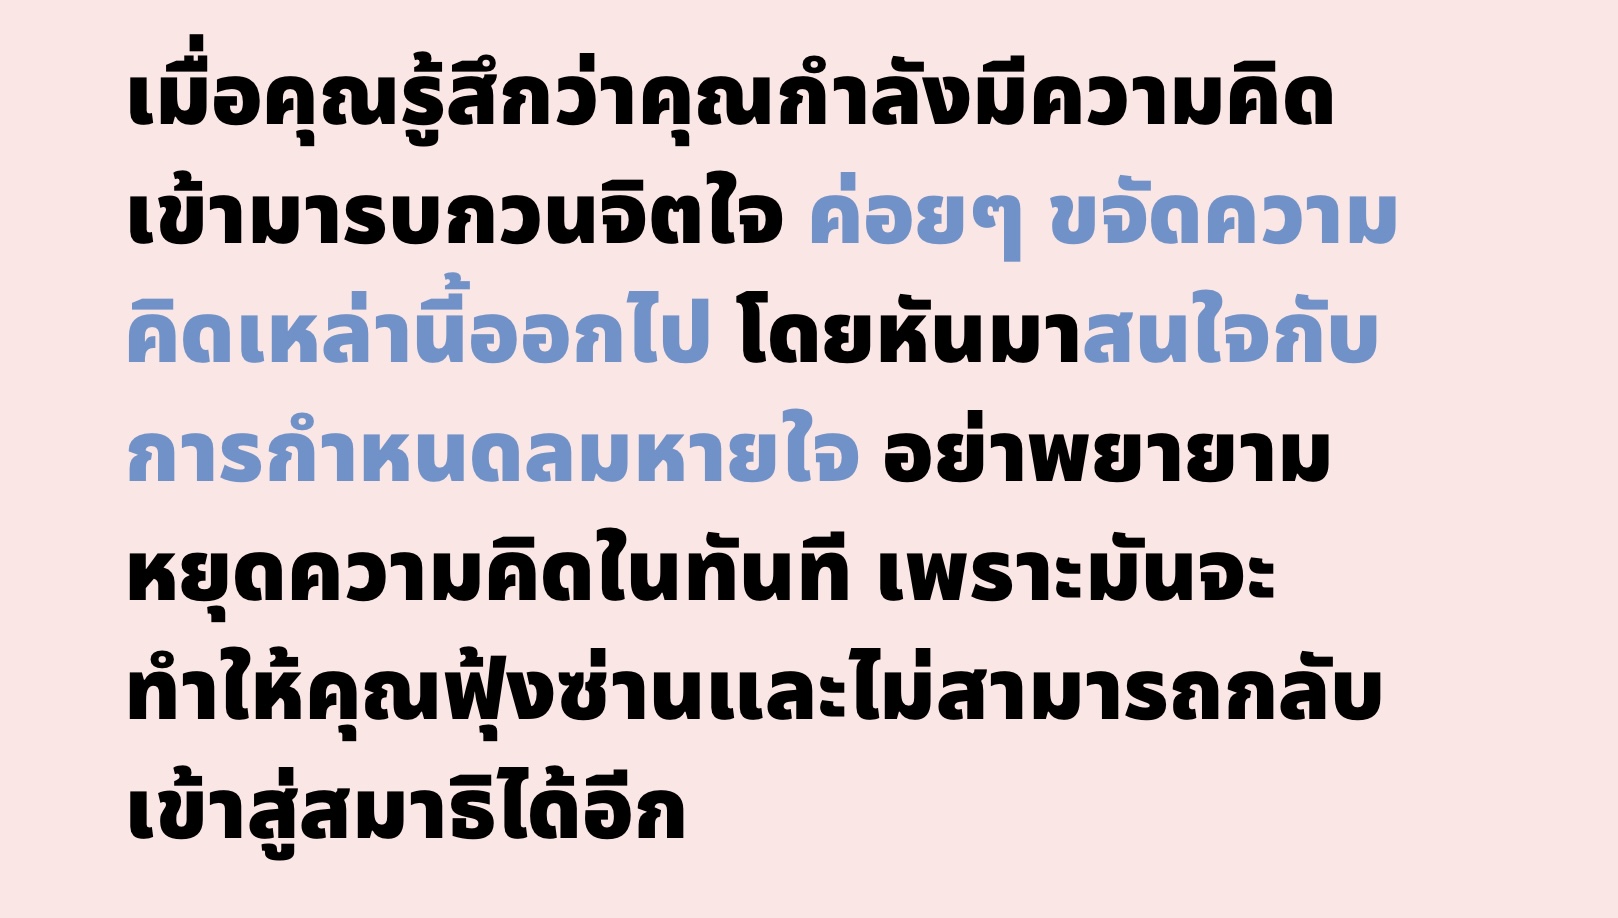 เมื่อคุณรู้สึกว่าคุณกำลังมีความคิด
เข้ามารบกวนจิตใจ ค่อยๆ ขจัดความ
คิดเหล่านี้ออกไป โดยหันมาสนใจกับ
การกำหนดลมหายใจ อย่าพยายาม
หยุดความคิดในทันที เพราะมันจะ
ทำให้คุณฟุ้งซ่านและไม่สามารถกลับ
เข้าสู่สมาธิได้อีก